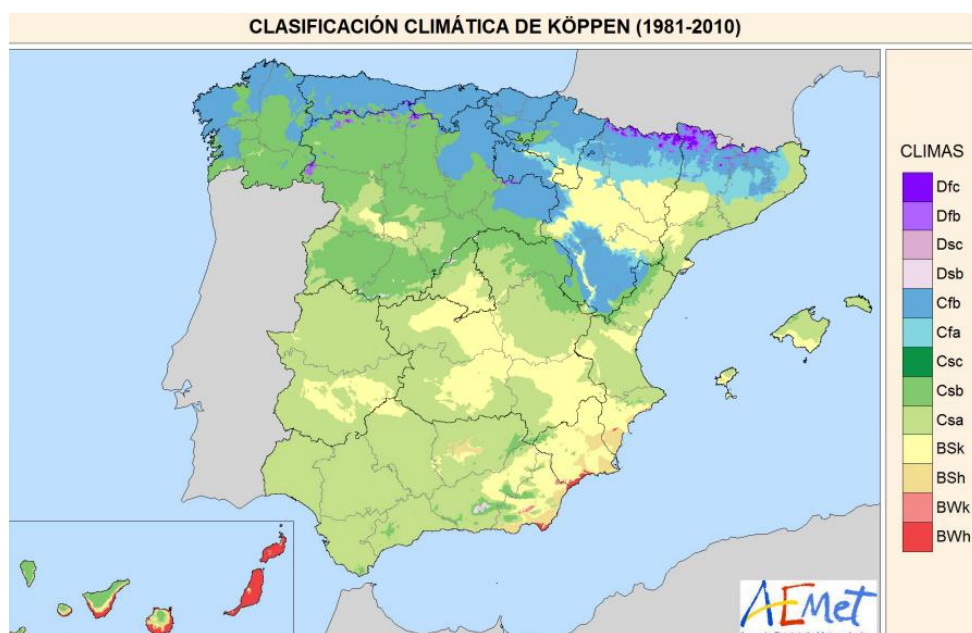 CLASIFICACIÓN CLIMÁTICA DE KÖPPEN (1981-2010)
CLIMAS
Dfc
Dfb
Dsc
Dsb
Cfb
Cfa
Csc
Csb
Csa
BSk
BSh
BWk
BWh
AEMet